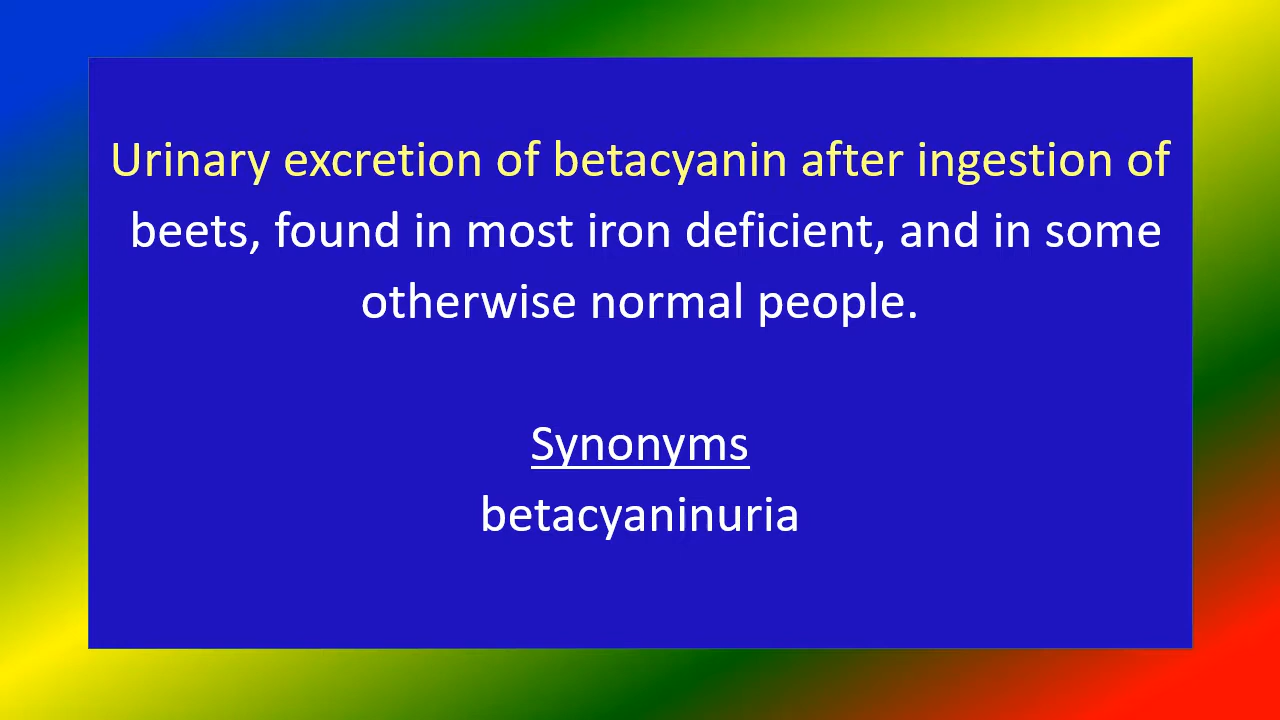 Urinary excretion of betacyanin after ingestion of
beets, found in most iron deficient, and in some
otherwise normal people.
Synonyms
betacyaninuria